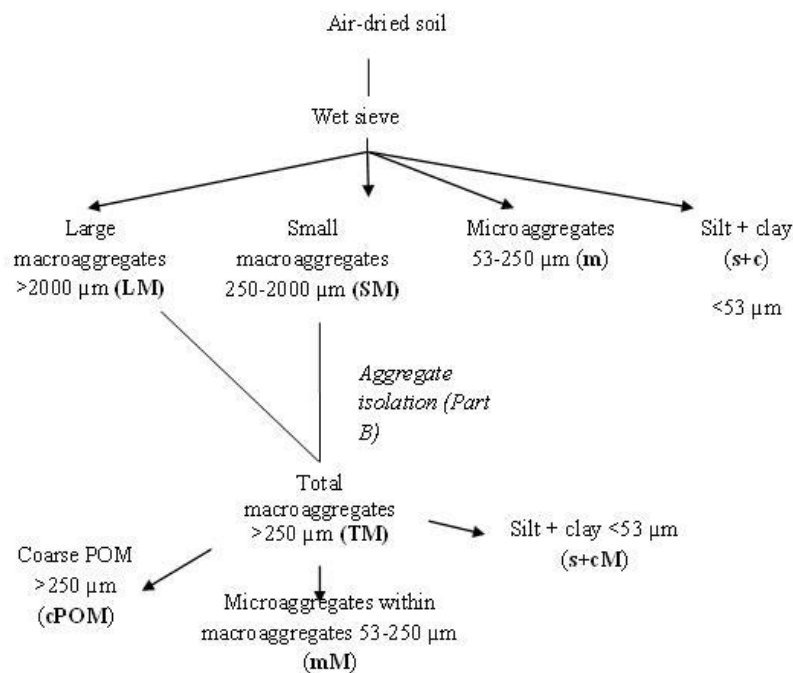 Air-dried soil
Wet sieve
Large
macroaggregates
>2000 µm (LM)
Small
macroaggregates
250-2000 µm (SM)
Microaggregates
53-250 µm (m)
Silt + clay
(s+c)
<53 µm
Aggregate
isolation (Part
B)
Total
macroaggregates
>250 µm (TM)
Coarse POM
>250 µm
(cPOM)
Microaggregates within
macroaggregates 53-250 µm
(mM)
Silt + clay <53 µm
(s+cM)